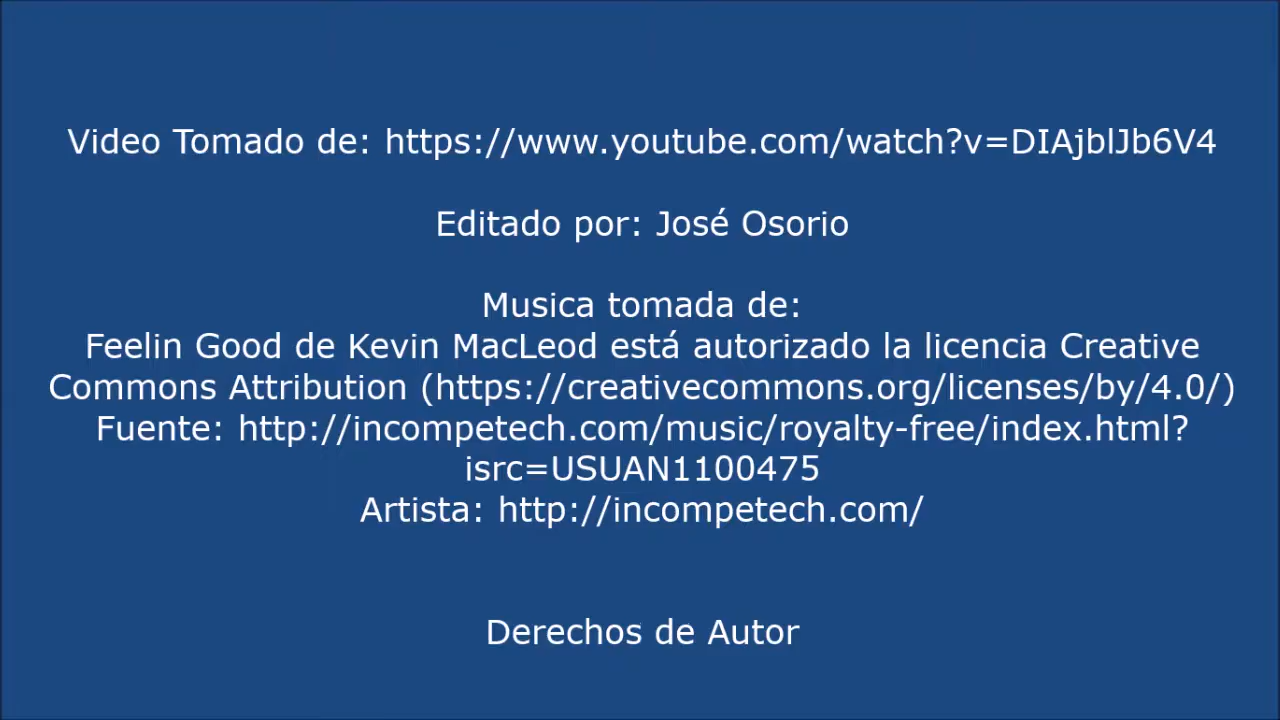 Video Tomado de: https://www.youtube.com/watch?v=DIAjblJb6V4
Editado por: José Osorio
Musica tomada de:
Feelin Good de Kevin MacLeod está autorizado la licencia Creative
Commons Attribution (https://creativecommons.org/licenses/by/4.0/)
Fuente: http://incompetech.com/music/royalty-free/index.html?
isrc=USUAN1100475
Artista: http://incompetech.com/
Derechos de Autor